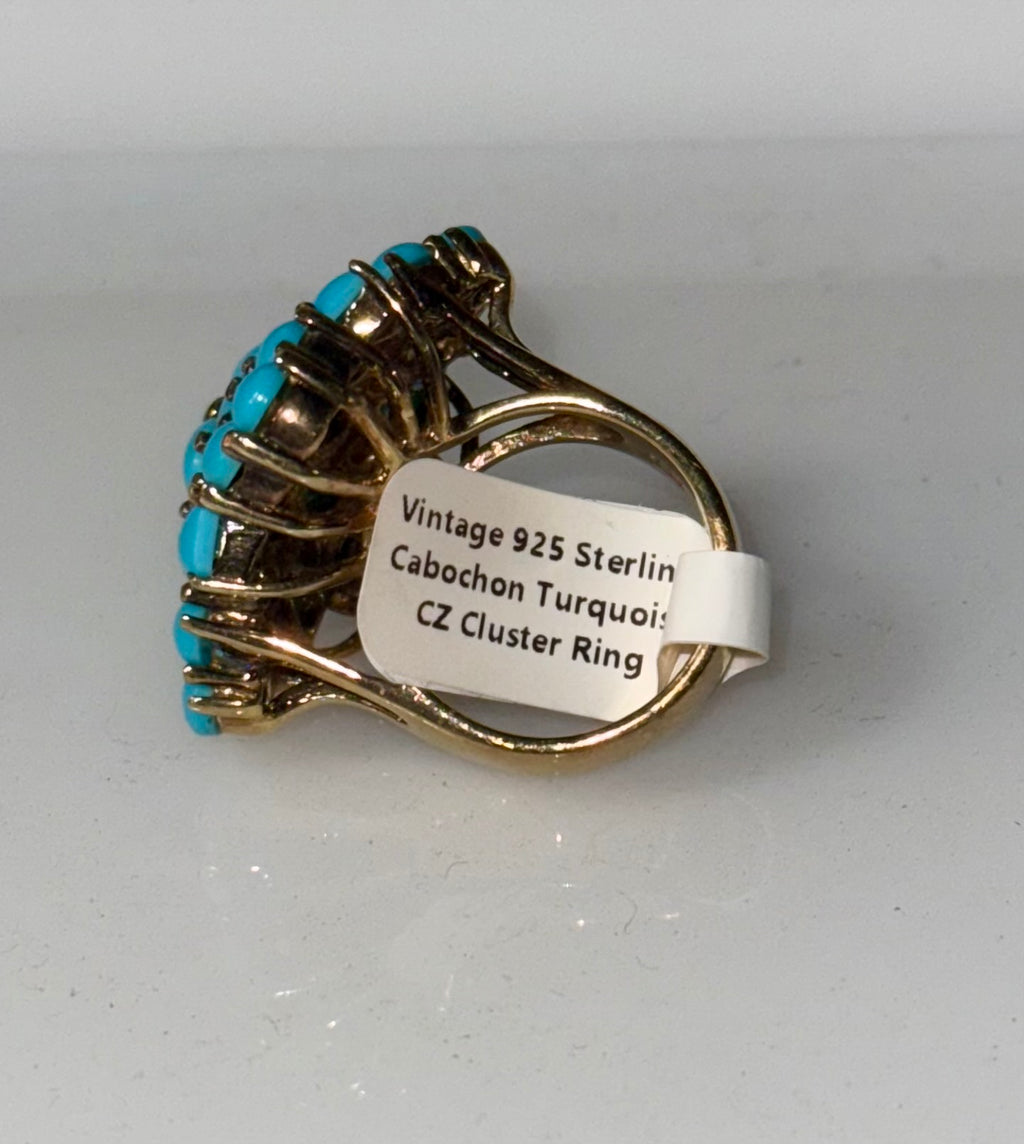 Vintage 925 Sterlin
Cabochon Turquois
CZ Cluster Ring